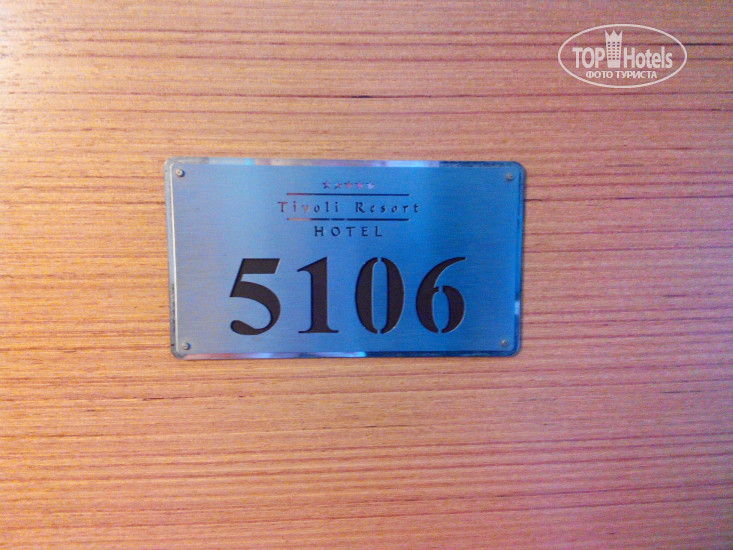 TOP Hotels
ФОТО ТУРИСТА
Tivoli Resort
HOTEL
5106